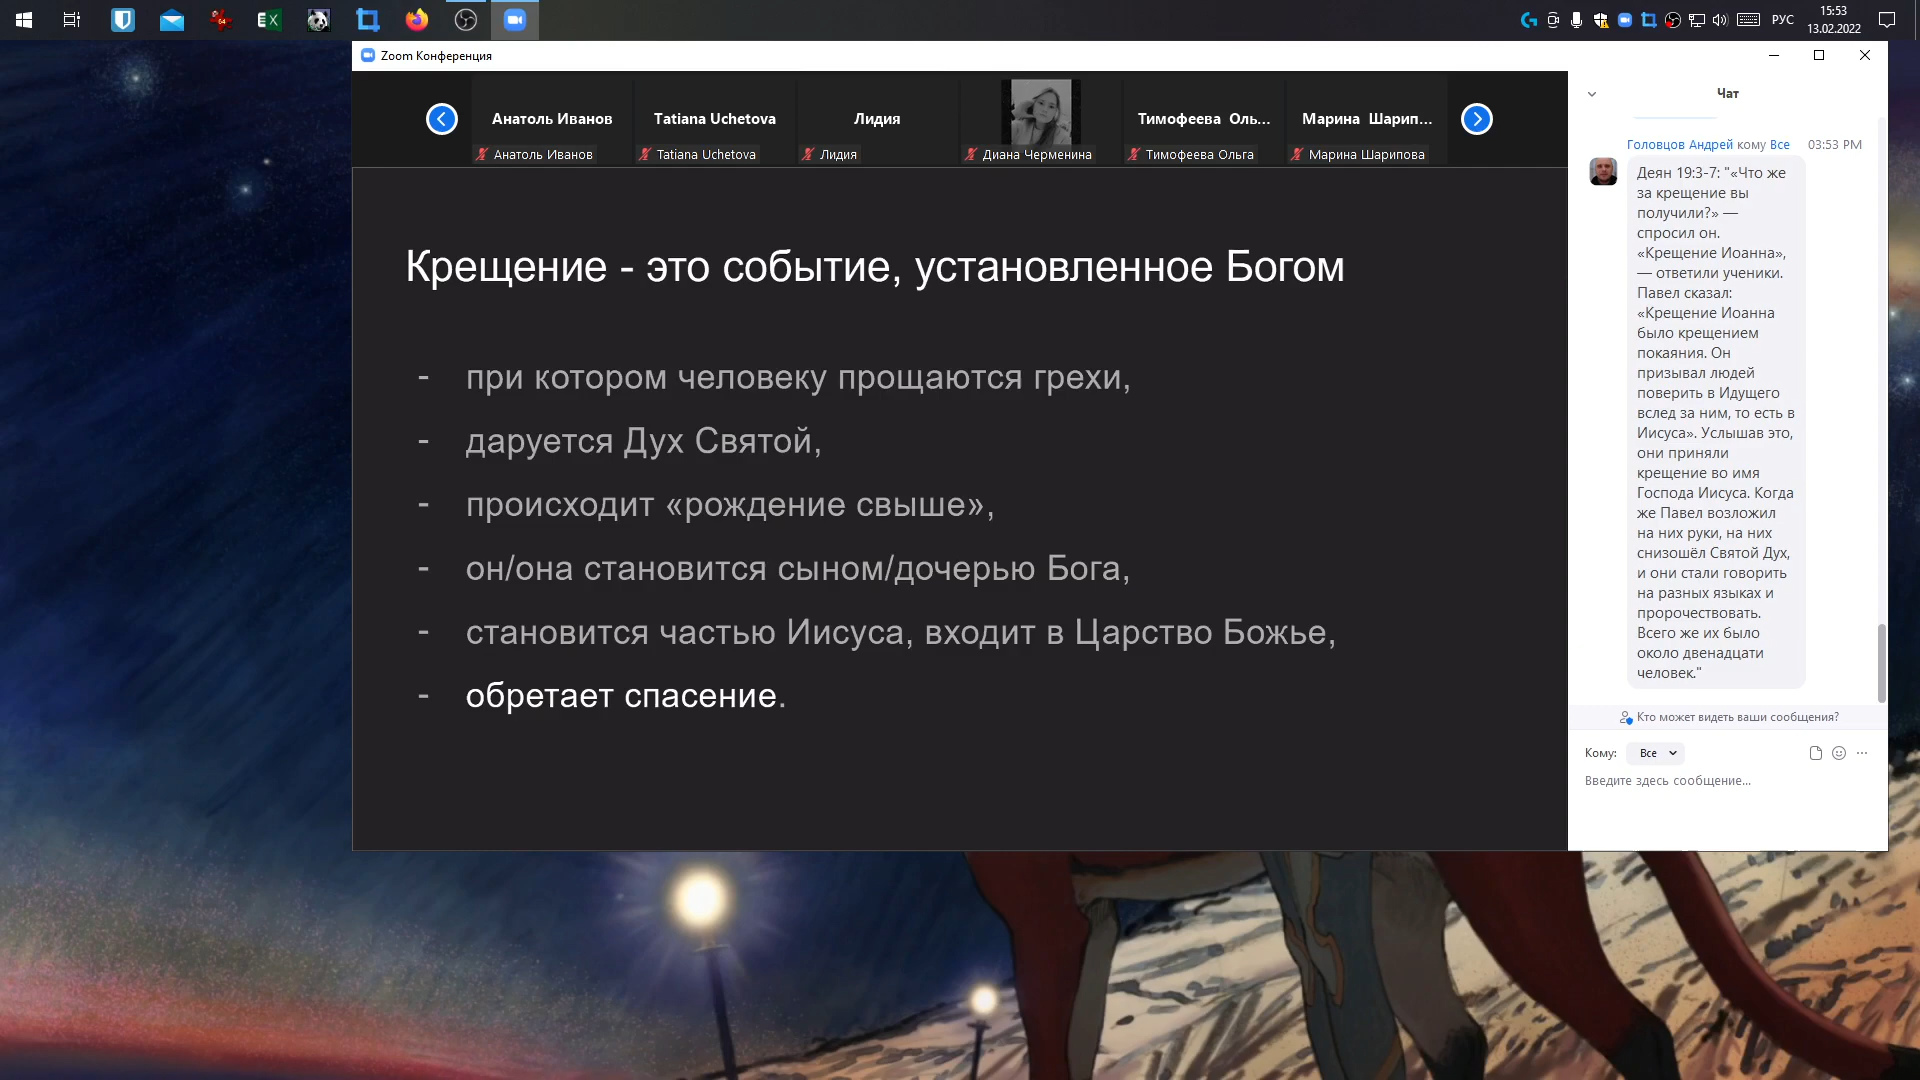 РУС
15:53
13.02.2022
Zoom Конференция
Анатоль Иванов
Tatiana Uchetova
Лидия
Тимофеева Оль...
Марина Шарип...
Анатоль Иванов
Tatiana Uchetova
Лидия
Диана Черменина
Тимофеева Ольга
Марина Шарипова
Крещение - это событие, установленное Богом
- при котором человеку прощаются грехи,
- даруется Дух Святой,
- происходит «рождение свыше»,
- он/она становится сыном/дочерью Бога,
- становится частью Иисуса, входит в Царство Божье,
- обретает спасение.
Чат
Головцов Андрей кому Все 03:53 PM
Деян 19:3-7: "«Что же
за крещение вы
получили?» —
спросил он.
«Крещение Иоанна»,
— ответили ученики.
Павел сказал:
«Крещение Иоанна
было крещением
покаяния. Он
призывал людей
поверить в Идущего
вслед за ним, то есть в
Иисуса». Услышав это,
они приняли
крещение во имя
Господа Иисуса. Когда
же Павел возложил
на них руки, на них
снизошёл Святой Дух,
и они стали говорить
на разных языках и
пророчествовать.
Всего же их было
около двенадцати
человек."
Кто может видеть ваши сообщения?
Кому: Все
Введите здесь сообщение...